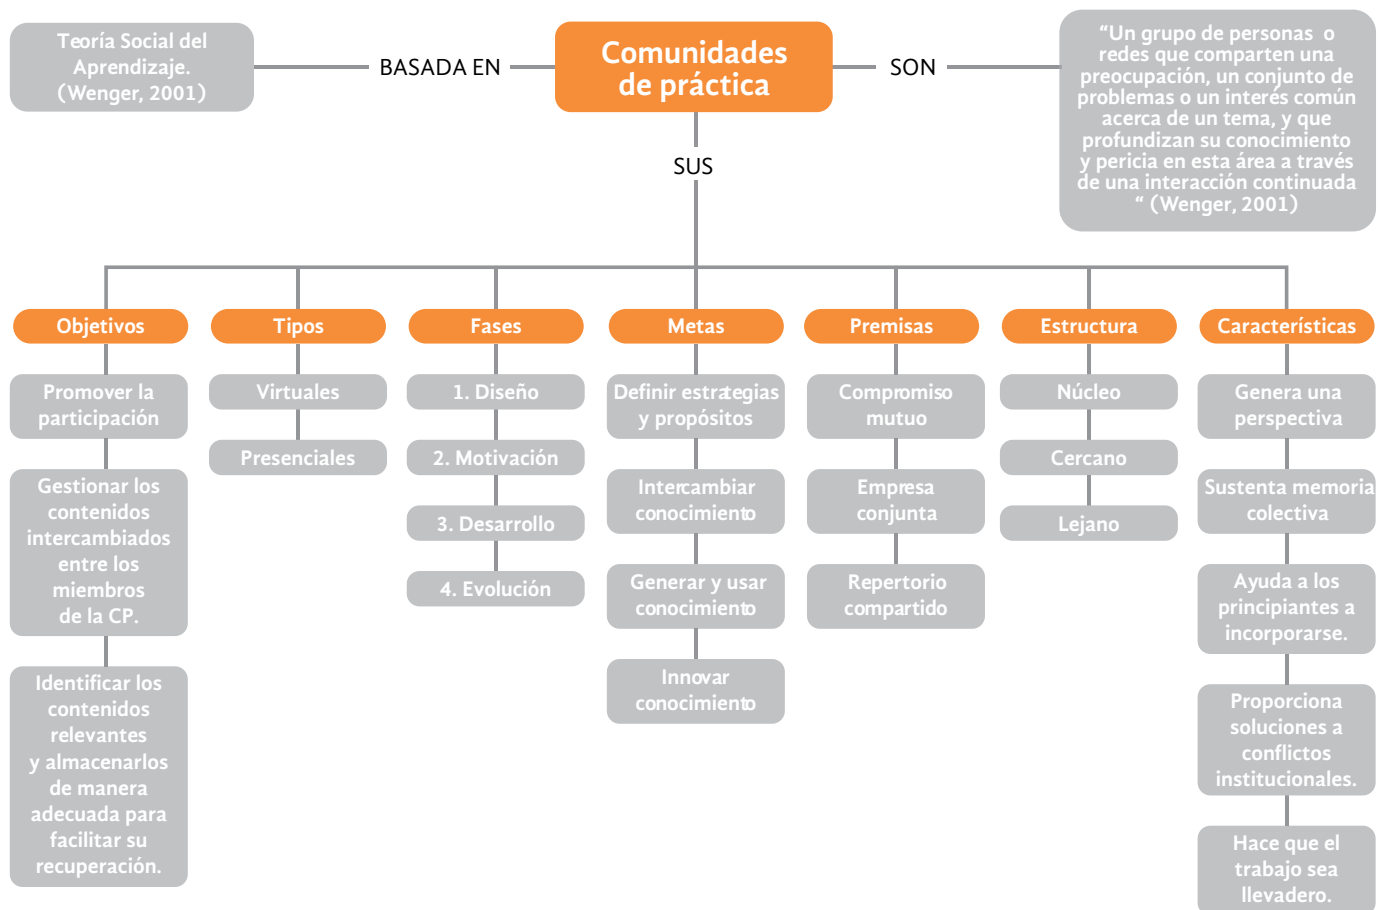 Teoría Social del
Aprendizaje.
(Wenger, 2001)
BASADA EN
Comunidades
de práctica
SON
“Un grupo de personas o
redes que comparten una
preocupación, un conjunto de
problemas o un interés común
acerca de un tema, y que
profundizan su conocimiento
y pericia en esta área a través
de una interacción continuada
“ (Wenger, 2001)
SUS
Objetivos
Promover la
participación
Gestionar los
contenidos
intercambiados
entre los
miembros
de la CP.
Identificar los
contenidos
relevantes
y almacenarlos
de manera
adecuada para
facilitar su
recuperación.
Tipos
Virtuales
Presenciales
Fases
1. Diseño
2. Motivación
3. Desarrollo
4. Evolución
Metas
Definir estrategias
y propósitos
Intercambiar
conocimiento
Generar y usar
conocimiento
Innovar
conocimiento
Premisas
Compromiso
mutuo
Empresa
conjunta
Repertorio
compartido
Estructura
Núcleo
Cercano
Lejano
Característícas
Genera una
perspectiva
Sustenta memoria
colectiva
Ayuda a los
principiantes a
incorporarse.
Proporciona
soluciones a
conflictos
institucionales.
Hace que el
trabajo sea
llevadero.